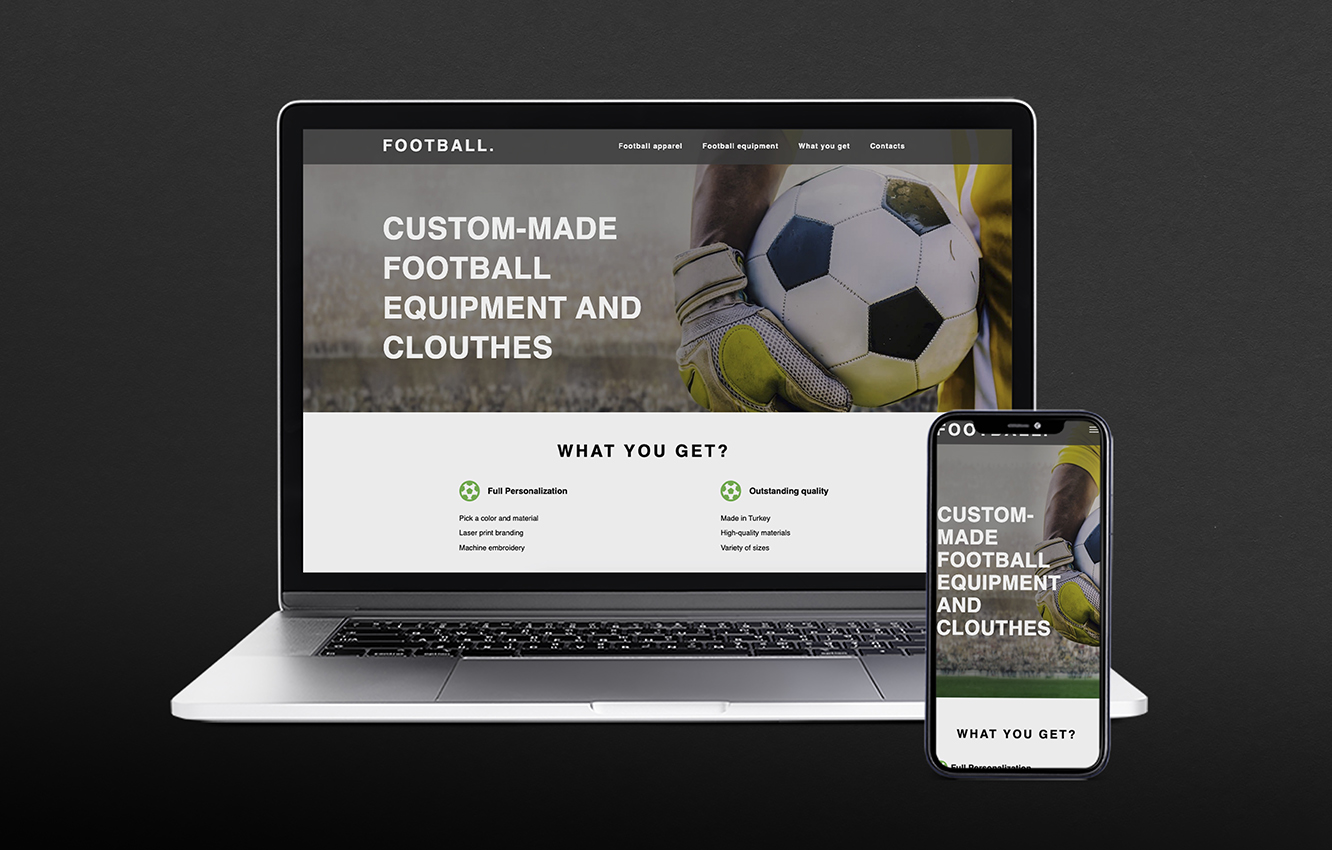 FOOTBALL.
Football apparel
Football equipment
What you get
Contacts
CUSTOM-MADE
FOOTBALL
EQUIPMENT AND
CLOUTHES
WHAT YOU GET?
Full Personalization
Pick a color and material
Laser print branding
Machine embroidery
Outstanding quality
Made in Turkey
High-quality materials
Variety of sizes
CUSTOM-
MADE
FOOTBALL
EQUIPMENT
AND
CLOUTHES
WHAT YOU GET?
Full Personalization